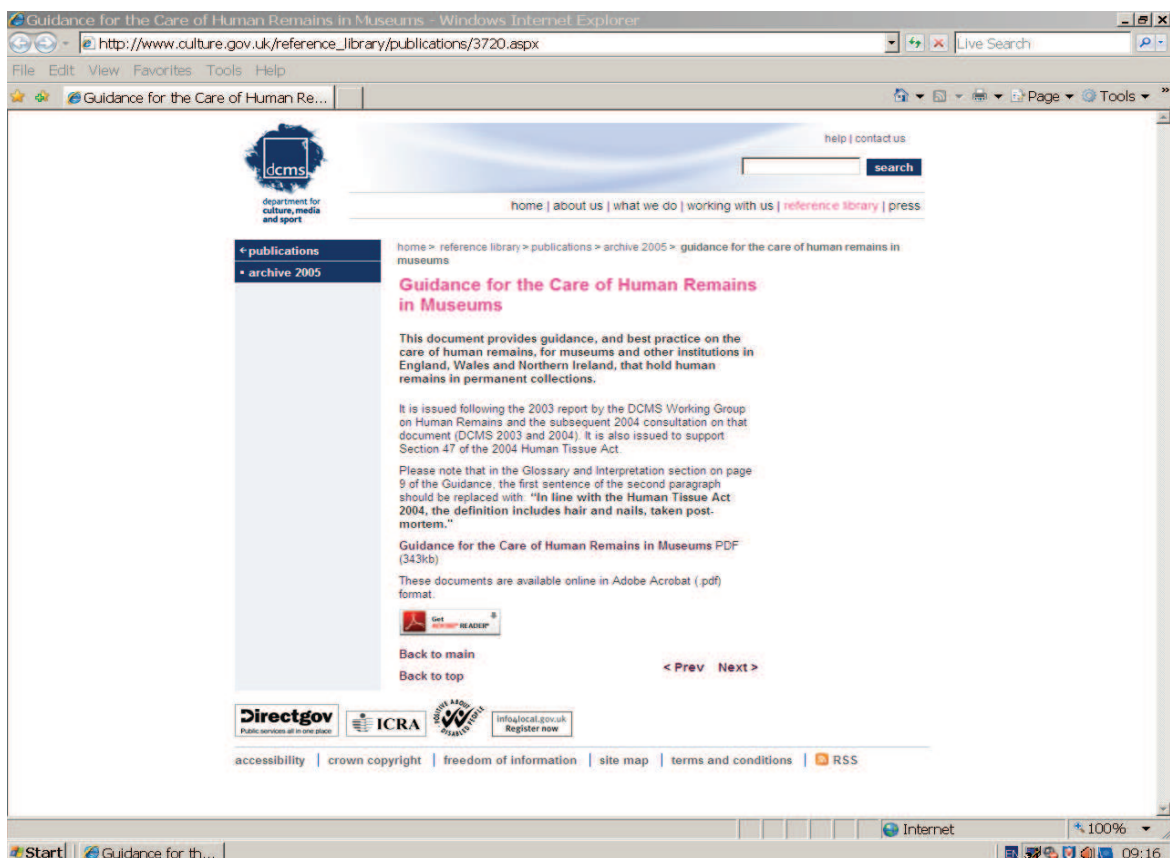 Guidance for the Care of Human Remains in Museums - Windows Internet Explorer
http://www.culture.gov.uk/reference_library/publications/3720.aspx
Live Search
File Edit View Favorites Tools Help
Guidance for the Care of Human Re...
Page Tools
help | contact us
dcms
search
department for
culture, media
and sport
home | about us | what we do | working with us | reference library | press
publications
archive 2005
home > reference library > publications > archive 2005 > guidance for the care of human remains in
museums
Guidance for the Care of Human Remains
in Museums
This document provides guidance, and best practice on the
care of human remains, for museums and other institutions in
England, Wales and Northern Ireland, that hold human
remains in permanent collections.
It is issued following the 2003 report by the DCMS Working Group
on Human Remains and the subsequent 2004 consultation on that
document (DCMS 2003 and 2004). It is also issued to support
Section 47 of the 2004 Human Tissue Act.
Please note that in the Glossary and Interpretation section on page
9 of the Guidance, the first sentence of the second paragraph
should be replaced with: "In line with the Human Tissue Act
2004, the definition includes hair and nails, taken post-
mortem."
Guidance for the Care of Human Remains in Museums PDF
(343kb)
These documents are available online in Adobe Acrobat (.pdf)
format.
Get
ADOBE® READER®
Back to main
< Prev Next >
Back to top
Directgov
Public services all in one place
ICRA
POSITIVE ABOUT DISABLED PEOPLE
info4local.gov.uk
Register now
accessibility | crown copyright | freedom of information | site map | terms and conditions | RSS
Internet
100%
Start
Guidance for th...
EN
09:16